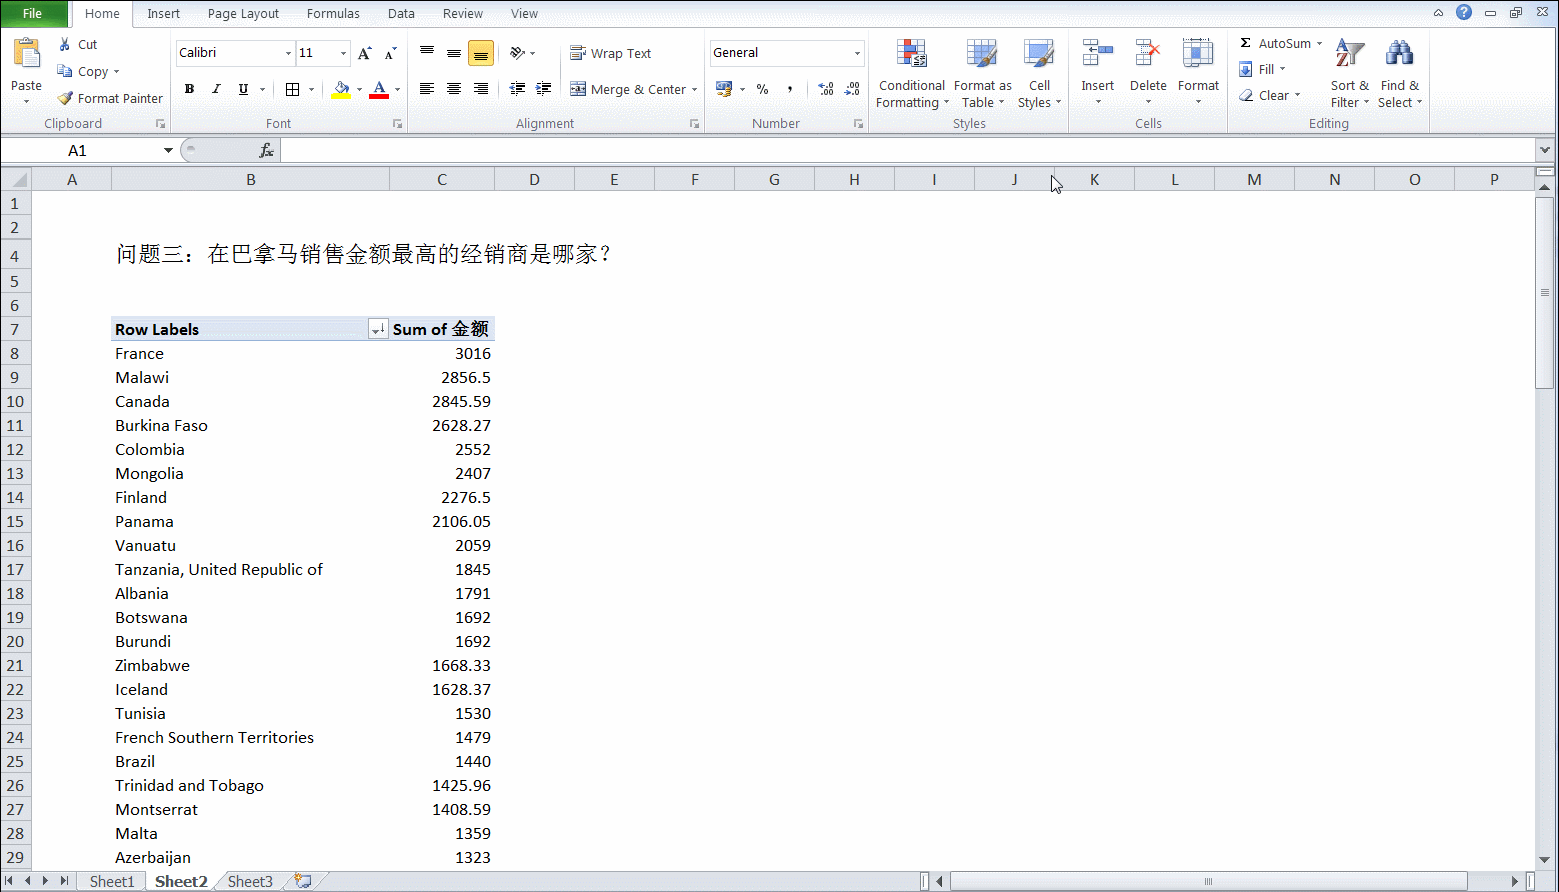 File Home Insert Page Layout Formulas Data Review View
Paste Cut Copy Format Painter Clipboard
Calibri 11 B I U A Font
Wrap Text Merge & Center Alignment
General % , Number
Conditional Formatting Format as Table Cell Styles Styles
Insert Delete Format Cells
Σ AutoSum Fill Clear Sort & Filter Find & Select Editing
A1 fx
A B C D E F G H I J K L M N O P
1
2
4 问题三：在巴拿马销售金额最高的经销商是哪家？
5
6
7 Row Labels Sum of 金额
8 France 3016
9 Malawi 2856.5
10 Canada 2845.59
11 Burkina Faso 2628.27
12 Colombia 2552
13 Mongolia 2407
14 Finland 2276.5
15 Panama 2106.05
16 Vanuatu 2059
17 Tanzania, United Republic of 1845
18 Albania 1791
19 Botswana 1692
20 Burundi 1692
21 Zimbabwe 1668.33
22 Iceland 1628.37
23 Tunisia 1530
24 French Southern Territories 1479
25 Brazil 1440
26 Trinidad and Tobago 1425.96
27 Montserrat 1408.59
28 Malta 1359
29 Azerbaijan 1323
Sheet1 Sheet2 Sheet3